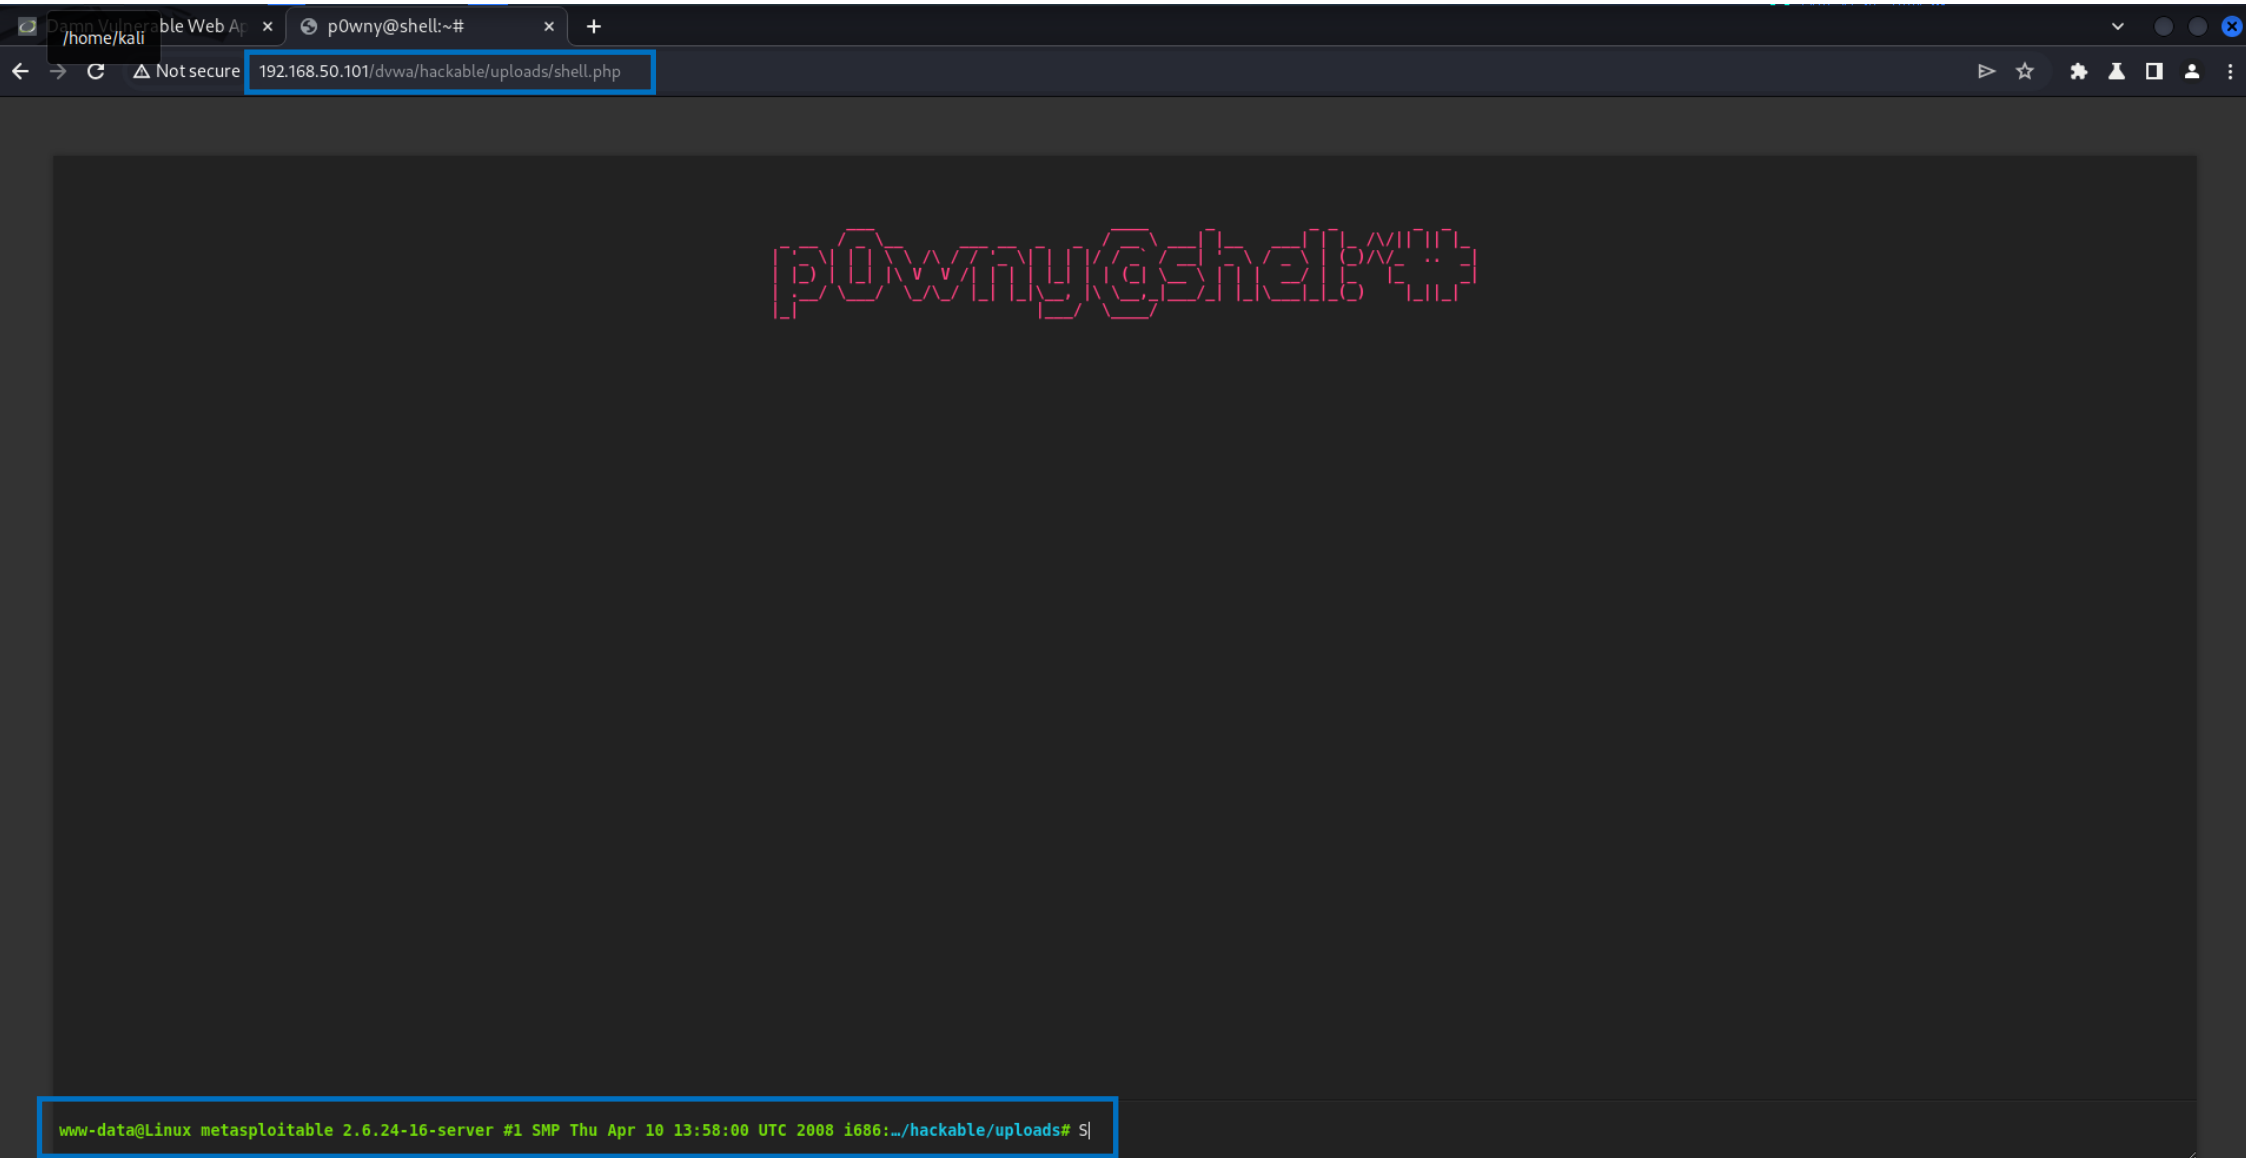 Damn Vulnerable Web Ap
/home/kali
p0wny@shell:~#
Not secure
192.168.50.101/dvwa/hackable/uploads/shell.php
p0wny@shell:~#
www-data@Linux metasploitable 2.6.24-16-server #1 SMP Thu Apr 10 13:58:00 UTC 2008 i686:…/hackable/uploads# S